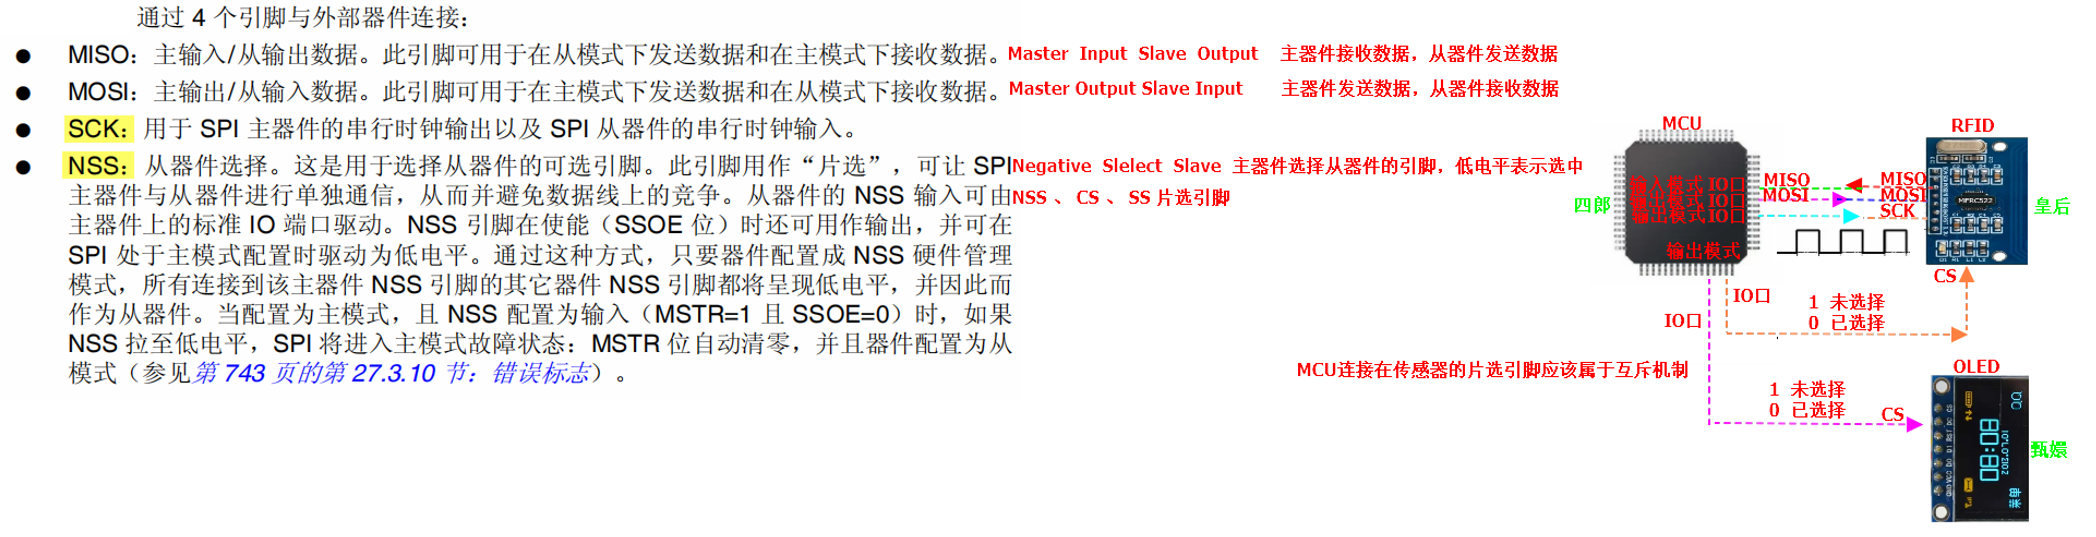 通过 4 个引脚与外部器件连接：
● MISO：主输入/从输出数据。此引脚可用于在从模式下发送数据和在主模式下接收数据。 Master Input Slave Output 主器件接收数据，从器件发送数据
● MOSI：主输出/从输入数据。此引脚可用于在主模式下发送数据和在从模式下接收数据。 Master Output Slave Input 主器件发送数据，从器件接收数据
● SCK：用于 SPI 主器件的串行时钟输出以及 SPI 从器件的串行时钟输入。
● NSS：从器件选择。这是用于选择从器件的可选引脚。此引脚用作“片选”，可让 SPI
主器件与从器件进行单独通信，从而并避免数据线上的竞争。从器件的 NSS 输入可由
主器件上的标准 IO 端口驱动。NSS 引脚在使能（SSOE 位）时还可用作输出，并可在
SPI 处于主模式配置时驱动为低电平。通过这种方式，只要器件配置成 NSS 硬件管理
模式，所有连接到该主器件 NSS 引脚的其它器件 NSS 引脚都将呈现低电平，并因此而
作为从器件。当配置为主模式，且 NSS 配置为输入（MSTR=1 且 SSOE=0）时，如果
NSS 拉至低电平，SPI 将进入主模式故障状态：MSTR 位自动清零，并且器件配置为从
模式（参见第 743 页的第 27.3.10 节：错误标志）。
Negative Slelect Slave 主器件选择从器件的引脚，低电平表示选中
NSS 、 CS 、 SS 片选引脚
MCU
RFID
输入模式 IO口
MISO
MISO
输出模式 IO口
MOSI
MOSI
输出模式 IO口
SCK
四郎
MFRC522
皇后
输出模式
CS
IO口
1 未选择
0 已选择
IO口
MCU连接在传感器的片选引脚应该属于互斥机制
OLED
1 未选择
0 已选择
CS
08:80
甄嬛